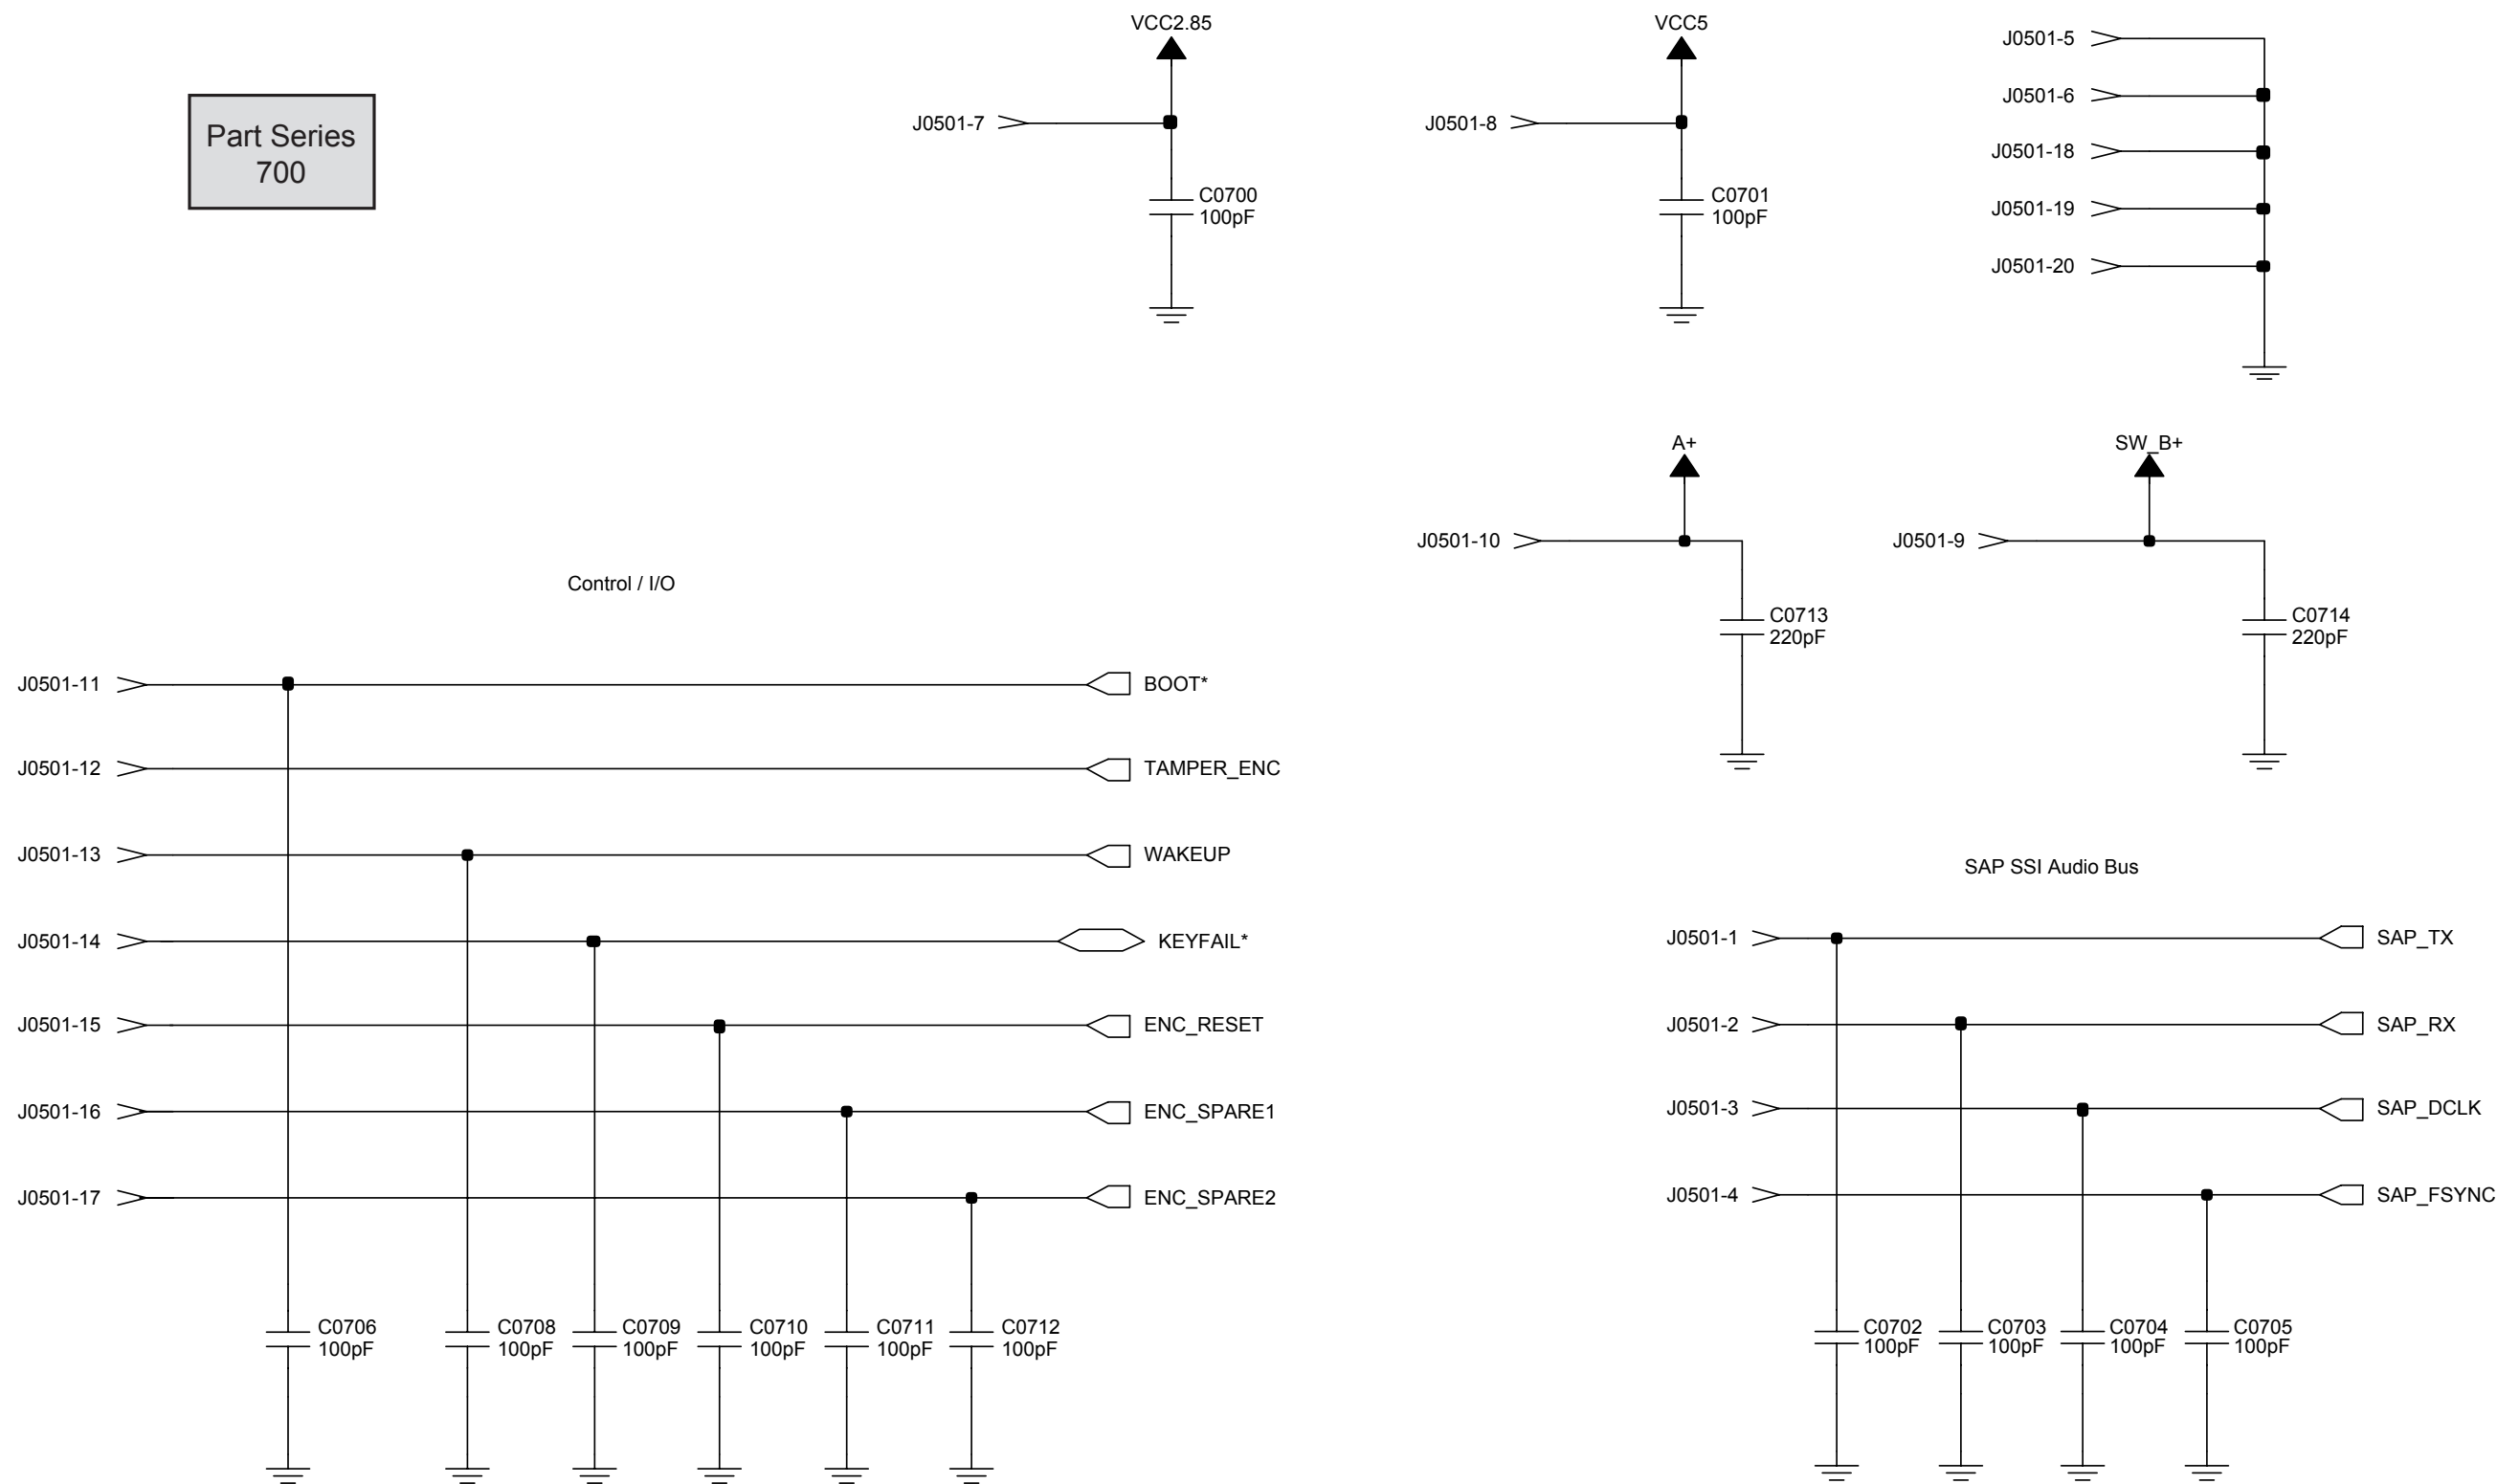 VCC2.85
VCC5
J0501-5
J0501-6
J0501-18
J0501-19
J0501-20
J0501-7
J0501-8
Part Series
700
C0700
100pF
C0701
100pF
A+
SW_B+
J0501-10
J0501-9
C0713
220pF
C0714
220pF
Control / I/O
J0501-11
BOOT*
J0501-12
TAMPER_ENC
J0501-13
WAKEUP
J0501-14
KEYFAIL*
J0501-15
ENC_RESET
J0501-16
ENC_SPARE1
J0501-17
ENC_SPARE2
C0706
100pF
C0708
100pF
C0709
100pF
C0710
100pF
C0711
100pF
C0712
100pF
SAP SSI Audio Bus
J0501-1
SAP_TX
J0501-2
SAP_RX
J0501-3
SAP_DCLK
J0501-4
SAP_FSYNC
C0702
100pF
C0703
100pF
C0704
100pF
C0705
100pF